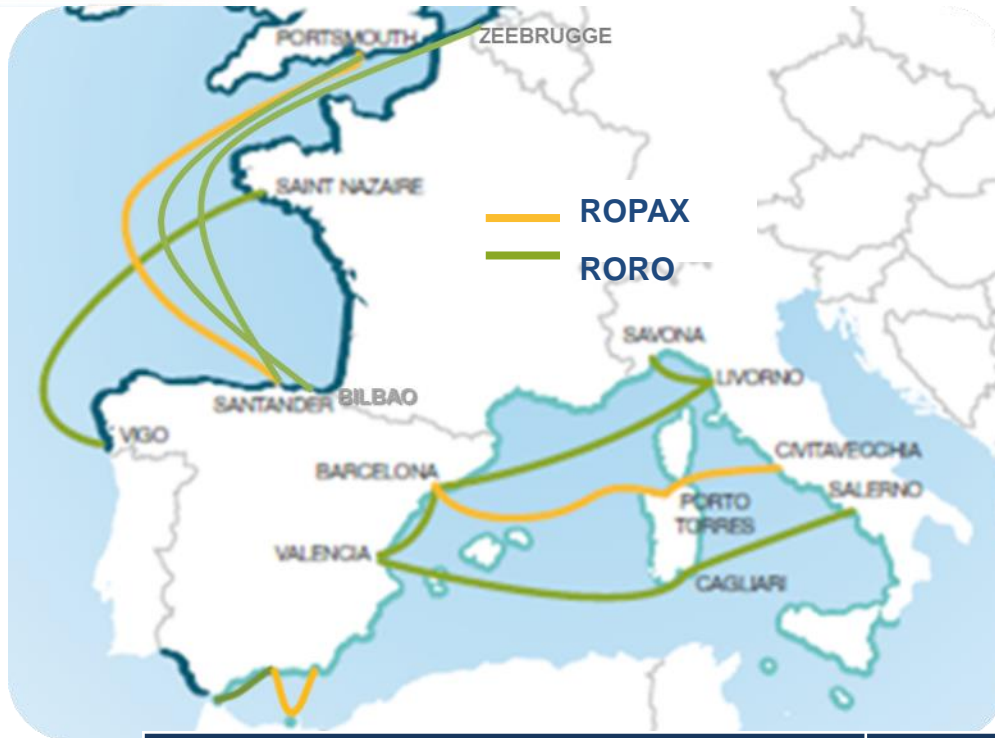 PORTSMOUTH
ZEEBRUGGE
SAINT NAZAIRE
ROPAX
RORO
SAVONA
LIVORNO
SANTANDER
BILBAO
VIGO
CIVITAVECCHIA
BARCELONA
SALERNO
PORTO
TORRES
VALENCIA
CAGLIARI